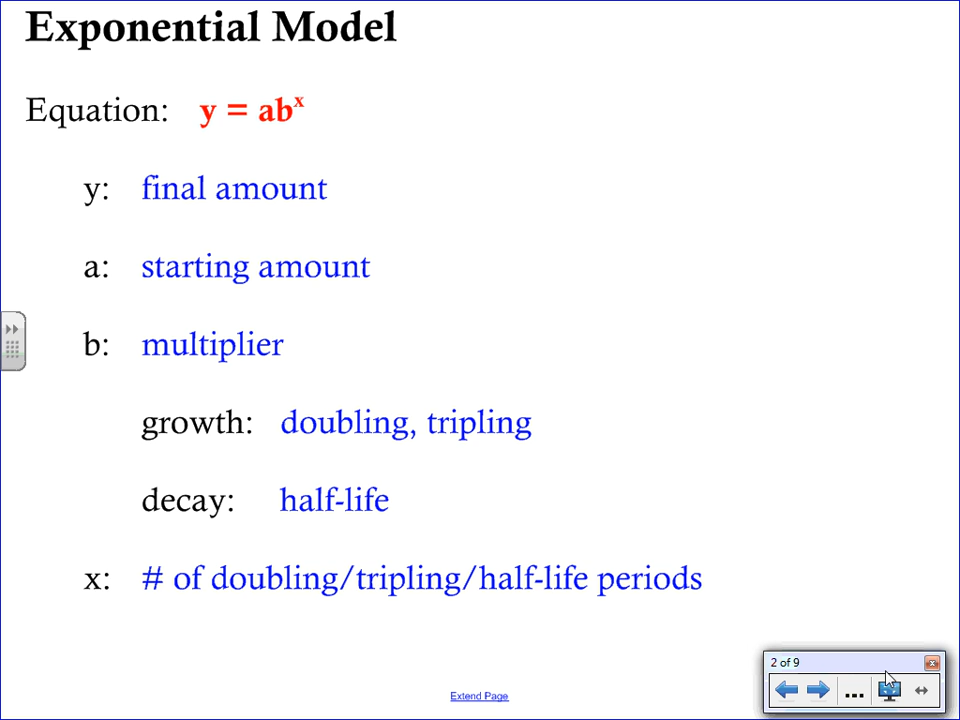 Exponential Model
Equation: y = abˣ
y: final amount
a: starting amount
b: multiplier
growth: doubling, tripling
decay: half-life
x: # of doubling/tripling/half-life periods
2 of 9
...
Extend Page